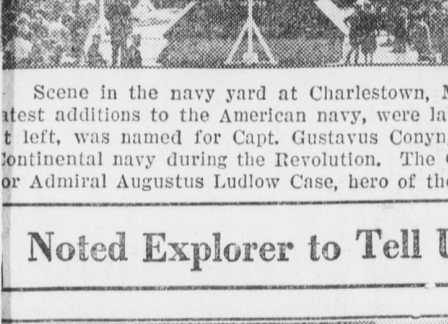 Scene in the navy yard at Charlestown,
atest additions to the American navy, were la
t left, was named for Capt. Gustavus Conyn
Continental navy during the Revolution. The
or Admiral Augustus Ludlow Case, hero of the
Noted Explorer to Tell